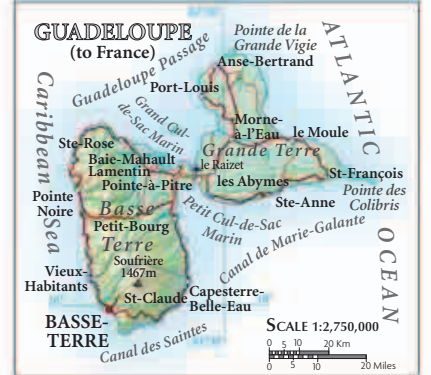 GUADELOUPE
(to France)
Pointe de la
Grande Vigie
Anse-Bertrand
Guadeloupe Passage
Port-Louis
ATLANTIC
OCEAN
Caribbean Sea
Grand Cul-
de-Sac Marin
Morne-
à-l'Eau
le Moule
Ste-Rose
Grande Terre
Baie-Mahault
le Raizet
Lamentin
Pointe-à-Pitre
les Abymes
St-François
Pointe des
Colibris
Pointe
Noire
Basse
Terre
Ste-Anne
Petit Cul-de-Sac
Marin
Petit-Bourg
Canal de Marie-Galante
Soufrière
1467m
Vieux-
Habitants
St-Claude
Capesterre-
Belle-Eau
BASSE-
TERRE
Canal des Saintes
SCALE 1:2,750,000
0 5 10 20 Km
0 5 10 20 Miles